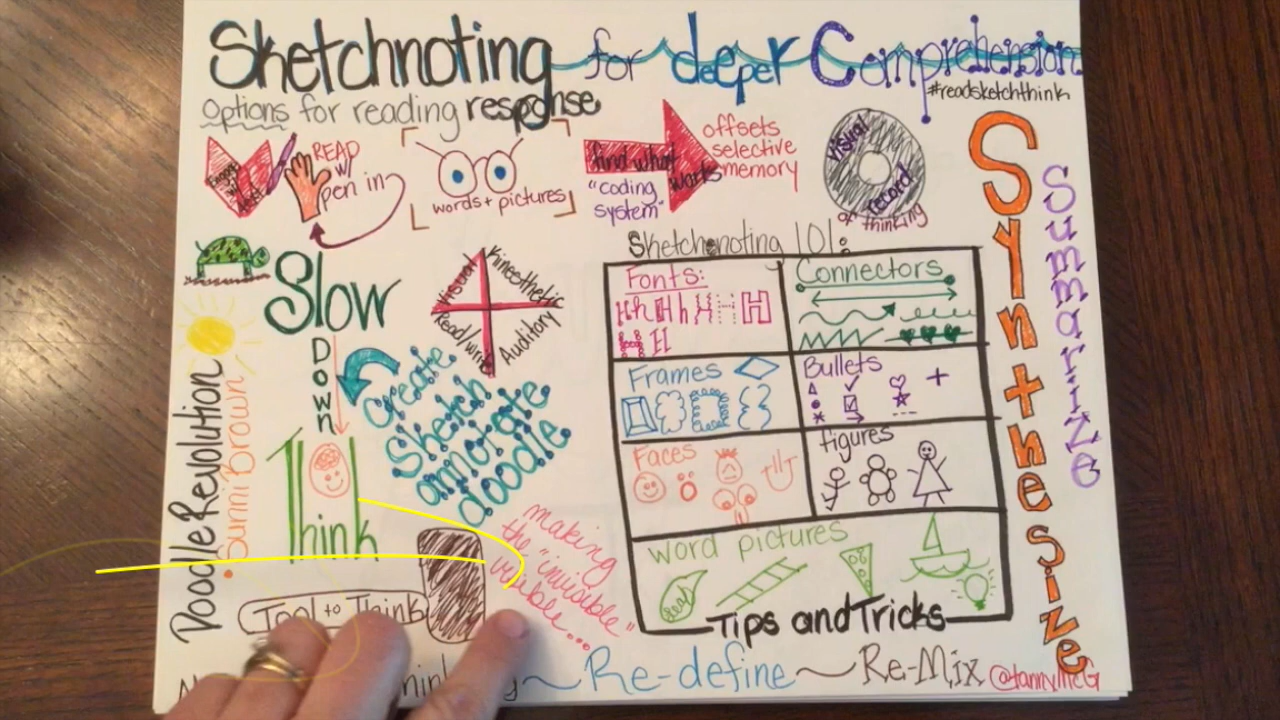 Sketchnoting for deeper Comprehension
#readsketchthink
Options for reading response
READ
w/
pen in
words + pictures
find what
works
"coding
system"
offsets
selective
memory
visual
record
of thinking
Synthesize
Summarize
Slow
Down
Think
Visual
Kinesthetic
Read/write
Auditory
Create
Sketch
annotate
doodle
Doodle Revolution
• Sunni Brown
Tool to Think
making
the "invisible"
visible...
Sketchnoting 101:
Fonts:
Hh H H h H H H
H H
Connectors
Frames
Bullets
Faces
figures
word pictures
leaf
Tips and Tricks
Re-define ~ Re-Mix